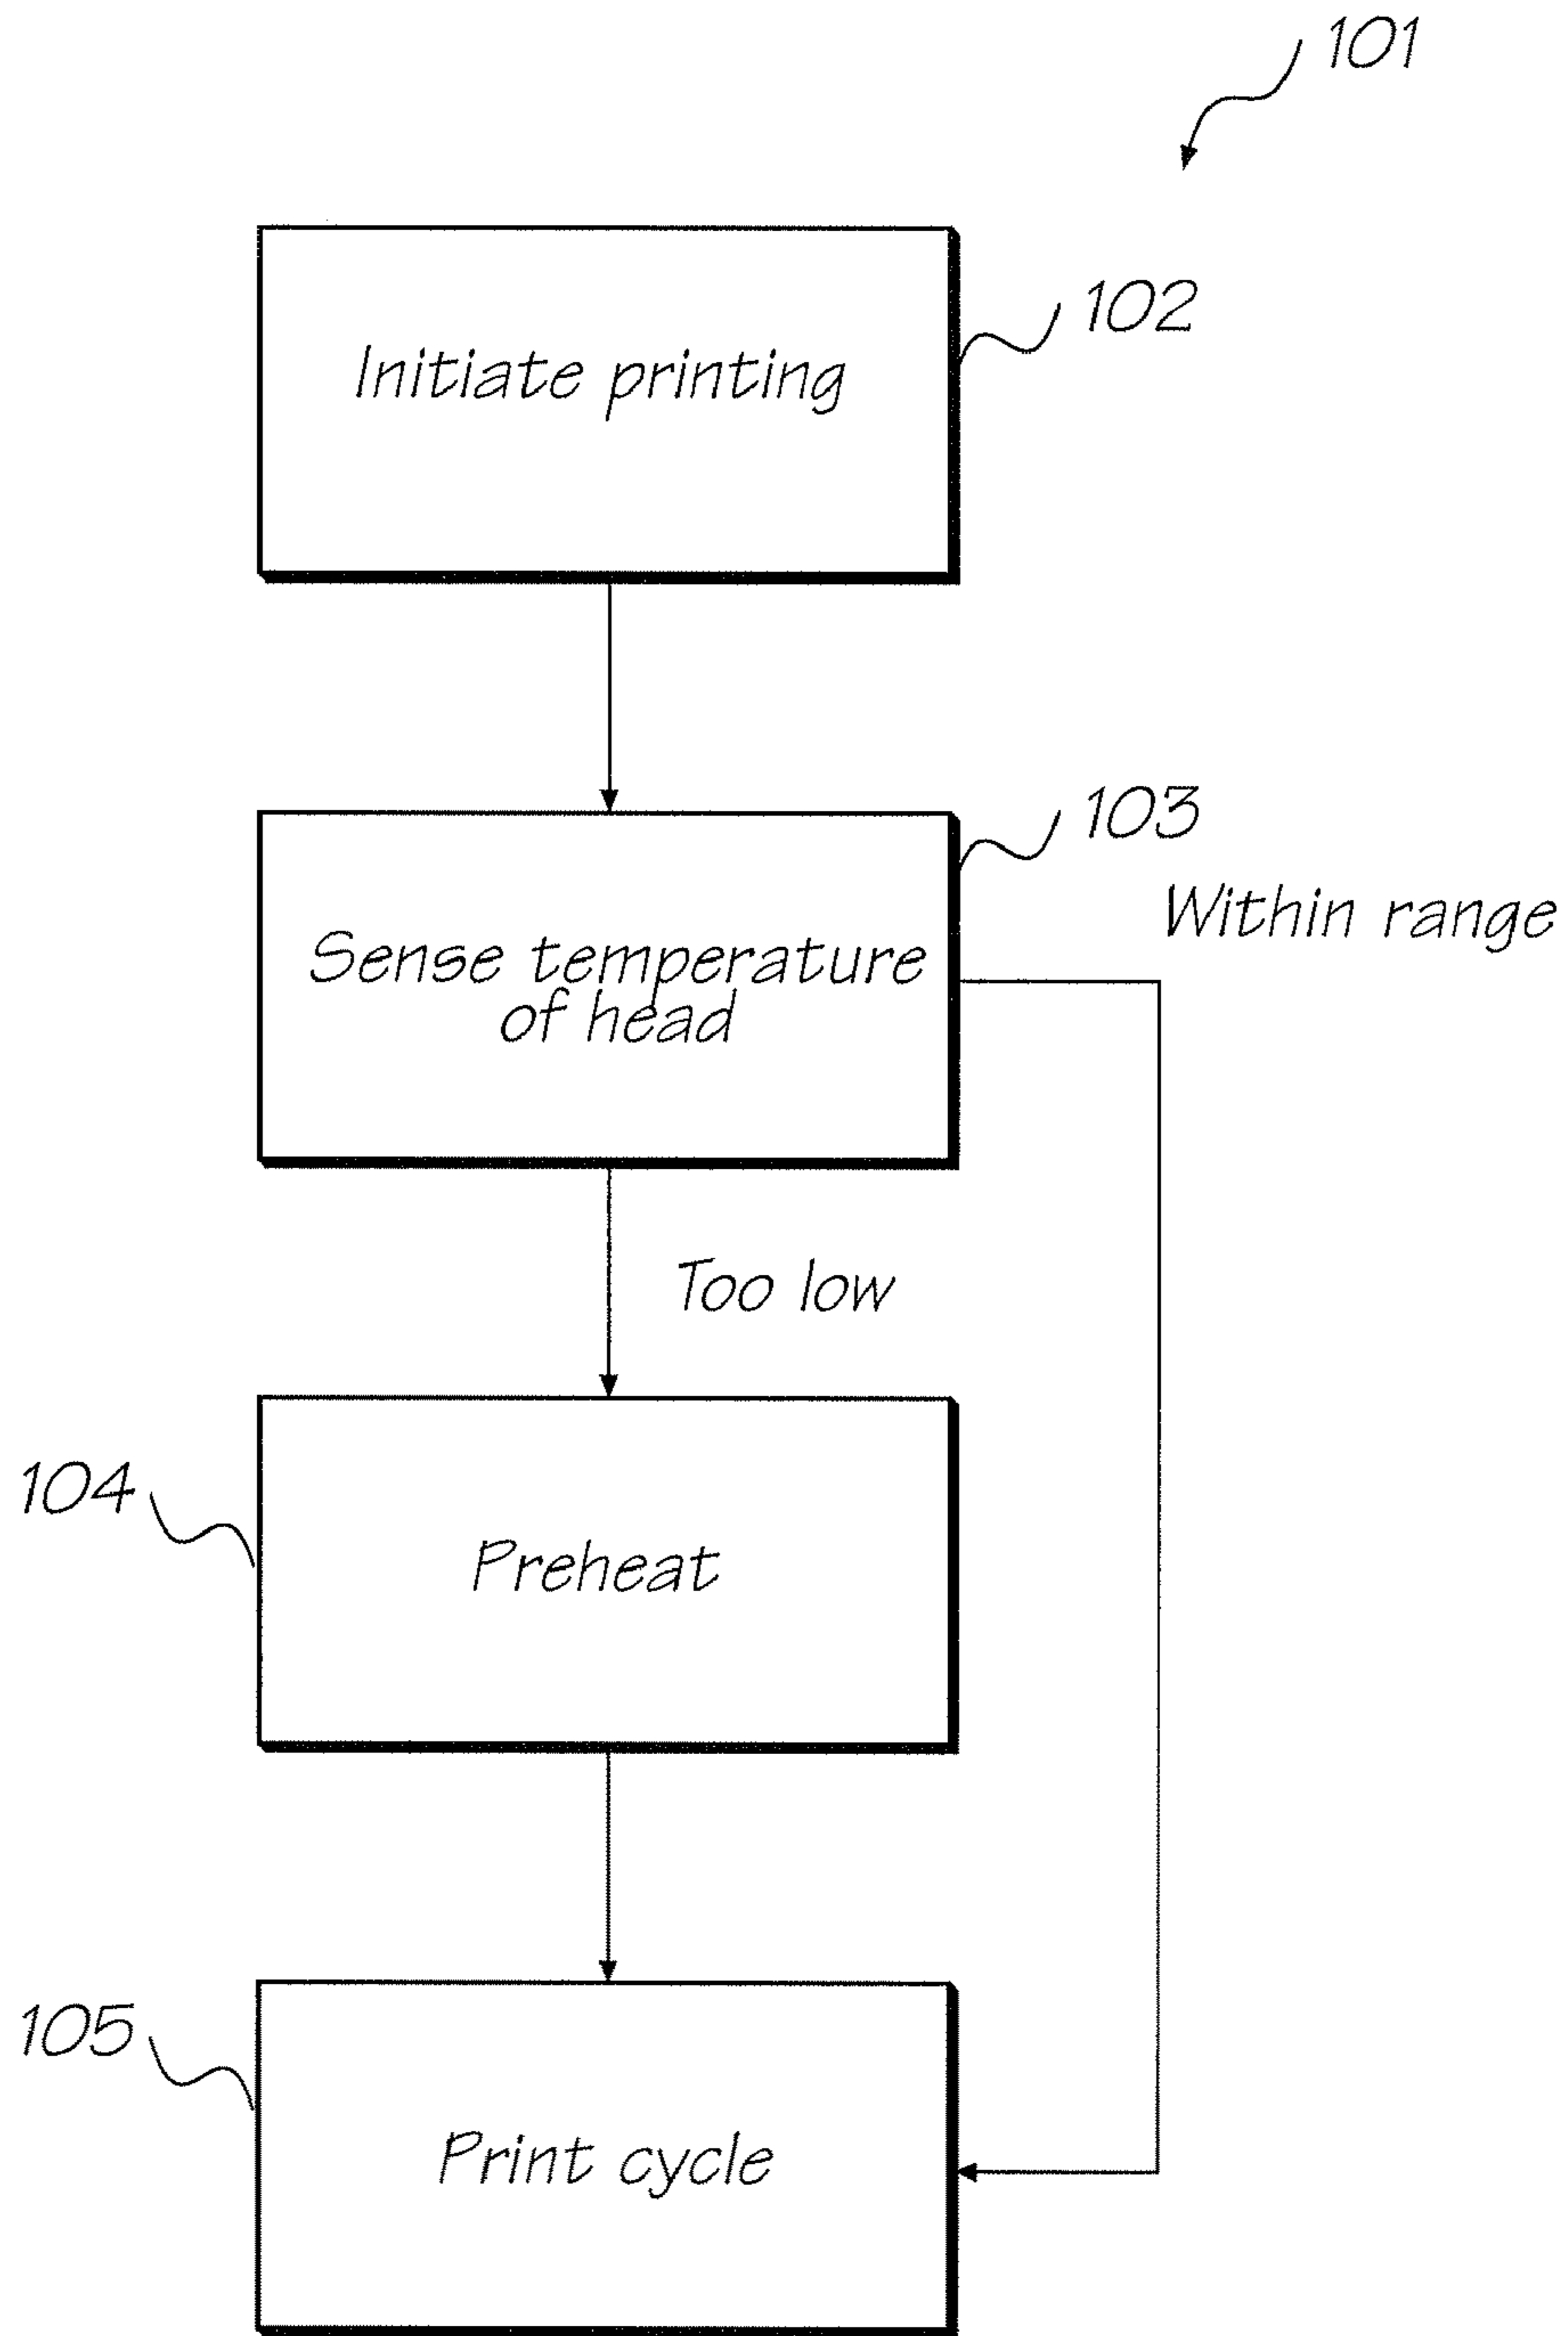 101
Initiate printing
102
103
Within range
Sense temperature
of head
Too low
104
Preheat
105
Print cycle